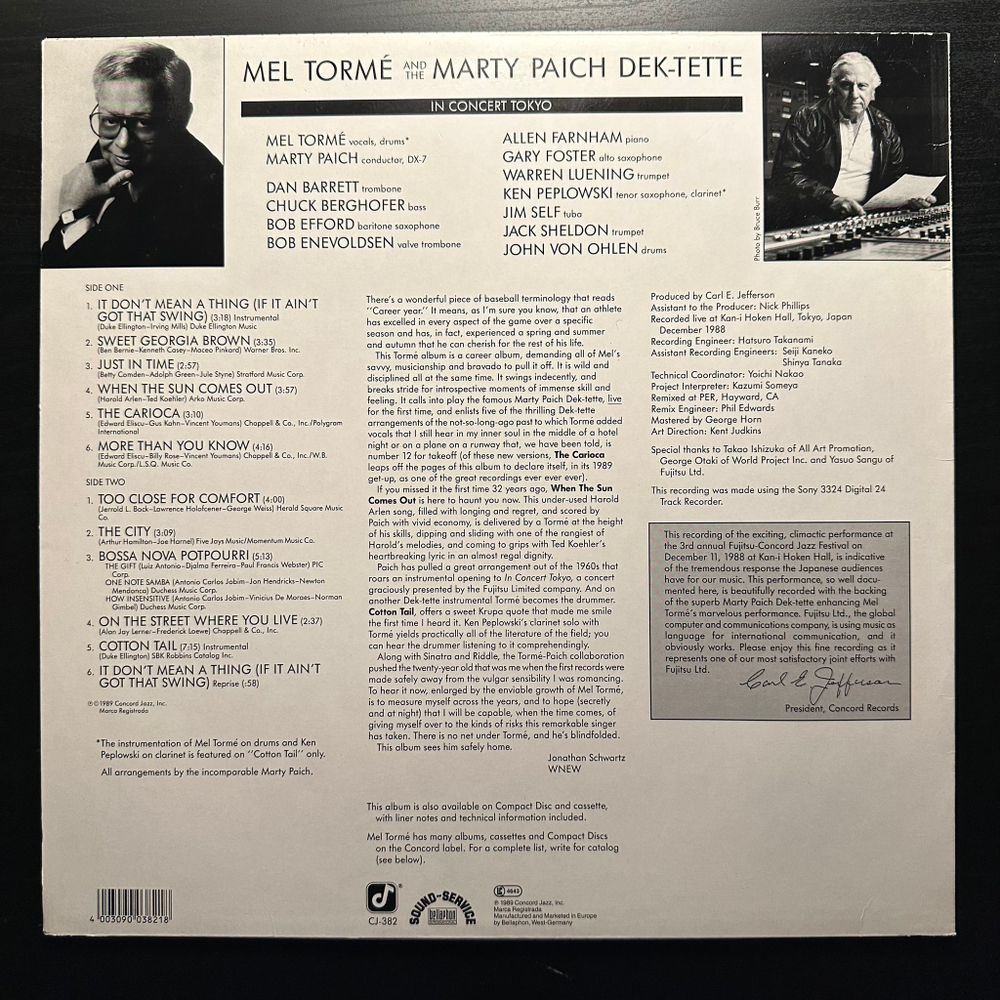 MEL TORMÉ AND THE MARTY PAICH DEK-TETTE
IN CONCERT TOKYO
MEL TORMÉ vocals, drums*
MARTY PAICH conductor, DX-7
DAN BARRETT trombone
CHUCK BERGHOFER bass
BOB EFFORD baritone saxophone
BOB ENEVOLDSEN valve trombone
ALLEN FARNHAM piano
GARY FOSTER alto saxophone
WARREN LUENING trumpet
KEN PEPLOWSKI tenor saxophone, clarinet*
JIM SELF tuba
JACK SHELDON trumpet
JOHN VON OHLEN drums
Photo by Bruce Burr
SIDE ONE
1. IT DON'T MEAN A THING (IF IT AIN'T
GOT THAT SWING) (3:18) Instrumental
(Duke Ellington–Irving Mills) Duke Ellington Music
2. SWEET GEORGIA BROWN (3:35)
(Ben Bernie–Kenneth Casey–Maceo Pinkard) Warner Bros. Inc.
3. JUST IN TIME (2:57)
(Betty Comden–Adolph Green–Jule Styne) Stratford Music Corp.
4. WHEN THE SUN COMES OUT (3:57)
(Harold Arlen–Ted Koehler) Arko Music Corp.
5. THE CARIOCA (3:10)
(Edward Eliscu–Gus Kahn–Vincent Youmans) Chappell & Co., Inc./Polygram
International
6. MORE THAN YOU KNOW (4:16)
(Edward Eliscu–Billy Rose–Vincent Youmans) Chappell & Co., Inc./W.B.
Music Corp./L.S.Q. Music Co.
SIDE TWO
1. TOO CLOSE FOR COMFORT (4:00)
(Jerrold L. Bock–Lawrence Holofcener–George Weiss) Herald Square Music
Co.
2. THE CITY (3:09)
(Arthur Hamilton–Joe Harnel) Five Joys Music/Momentum Music Co.
3. BOSSA NOVA POTPOURRI (5:13)
THE GIFT (Luiz Antonio–Djalma Ferreira–Paul Francis Webster) PIC
Corp.
ONE NOTE SAMBA (Antonio Carlos Jobim–Jon Hendricks–Newton
Mendonca) Duchess Music Corp.
HOW INSENSITIVE (Antonio Carlos Jobim–Vinicius De Moraes–Norman
Gimbel) Duchess Music Corp.
4. ON THE STREET WHERE YOU LIVE (2:37)
(Alan Jay Lerner–Frederick Loewe) Chappell & Co., Inc.
5. COTTON TAIL (7:15) Instrumental
(Duke Ellington) SBK Robbins Catalog Inc.
6. IT DON'T MEAN A THING (IF IT AIN'T
GOT THAT SWING) Reprise (:58)
℗ © 1989 Concord Jazz, Inc.
Marca Registrada
*The instrumentation of Mel Tormé on drums and Ken
Peplowski on clarinet is featured on "Cotton Tail" only.
All arrangements by the incomparable Marty Paich.
There's a wonderful piece of baseball terminology that reads
"Career year." It means, as I'm sure you know, that an athlete
has excelled in every aspect of the game over a specific
season and has, in fact, experienced a spring and summer
and autumn that he can cherish for the rest of his life.
This Tormé album is a career album, demanding all of Mel's
savvy, musicianship and bravado to pull it off. It is wild and
disciplined all at the same time. It swings indecently, and
breaks stride for introspective moments of immense skill and
feeling. It calls into play the famous Marty Paich Dek-tette, live
for the first time, and enlists five of the thrilling Dek-tette
arrangements of the not-so-long-ago past to which Tormé added
vocals that I still hear in my inner soul in the middle of a hotel
night or on a plane on a runway that, we have been told, is
number 12 for takeoff (of these new versions, The Carioca
leaps off the pages of this album to declare itself, in its 1989
get-up, as one of the great recordings ever ever ever).
If you missed it the first time 32 years ago, When The Sun
Comes Out is here to haunt you now. This under-used Harold
Arlen song, filled with longing and regret, and scored by
Paich with vivid economy, is delivered by a Tormé at the height
of his skills, dipping and sliding with one of the rangiest of
Harold's melodies, and coming to grips with Ted Koehler's
heartbreaking lyric in an almost regal dignity.
Paich has pulled a great arrangement out of the 1960s that
roars an instrumental opening to In Concert Tokyo, a concert
graciously presented by the Fujitsu Limited company. And on
another Dek-tette instrumental Tormé becomes the drummer.
Cotton Tail, offers a sweet Krupa quote that made me smile
the first time I heard it. Ken Peplowski's clarinet solo with
Tormé yields practically all of the literature of the field; you
can hear the drummer listening to it comprehendingly.
Along with Sinatra and Riddle, the Tormé-Paich collaboration
pushed the twenty-year old that was me when the first records were
made safely away from the vulgar sensibility I was romancing.
To hear it now, enlarged by the enviable growth of Mel Tormé,
is to measure myself across the years, and to hope (secretly
and at night) that I will be capable, when the time comes, of
giving myself over to the kinds of risks this remarkable singer
has taken. There is no net under Tormé, and he's blindfolded.
This album sees him safely home.
Jonathan Schwartz
WNEW
This album is also available on Compact Disc and cassette,
with liner notes and technical information included.
Mel Tormé has many albums, cassettes and Compact Discs
on the Concord label. For a complete list, write for catalog
(see below).
Produced by Carl E. Jefferson
Assistant to the Producer: Nick Phillips
Recorded live at Kan-i Hoken Hall, Tokyo, Japan
December 1988
Recording Engineer: Hatsuro Takanami
Assistant Recording Engineers: Seiji Kaneko
Shinya Tanaka
Technical Coordinator: Yoichi Nakao
Project Interpreter: Kazumi Someya
Remixed at PER, Hayward, CA
Remix Engineer: Phil Edwards
Mastered by George Horn
Art Direction: Kent Judkins
Special thanks to Takao Ishizuka of All Art Promotion,
George Otaki of World Project Inc. and Yasuo Sangu of
Fujitsu Ltd.
This recording was made using the Sony 3324 Digital 24
Track Recorder.
This recording of the exciting, climactic performance at
the 3rd annual Fujitsu-Concord Jazz Festival on
December 11, 1988 at Kan-i Hoken Hall, is indicative
of the tremendous response the Japanese audiences
have for our music. This performance, so well docu-
mented here, is beautifully recorded with the backing
of the superb Marty Paich Dek-tette enhancing Mel
Tormé's marvelous performance. Fujitsu Ltd., the global
computer and communications company, is using music as
language for international communication, and it
obviously works. Please enjoy this fine recording as it
represents one of our most satisfactory joint efforts with
Fujitsu Ltd.
Carl E. Jefferson
President, Concord Records
4 003090 038218
CJ-382
SOUND-SERVICE
bellaphon
LC 4643
℗ 1989 Concord Jazz, Inc.
Marca Registrada
Manufactured and Marketed in Europe
by Bellaphon, West-Germany